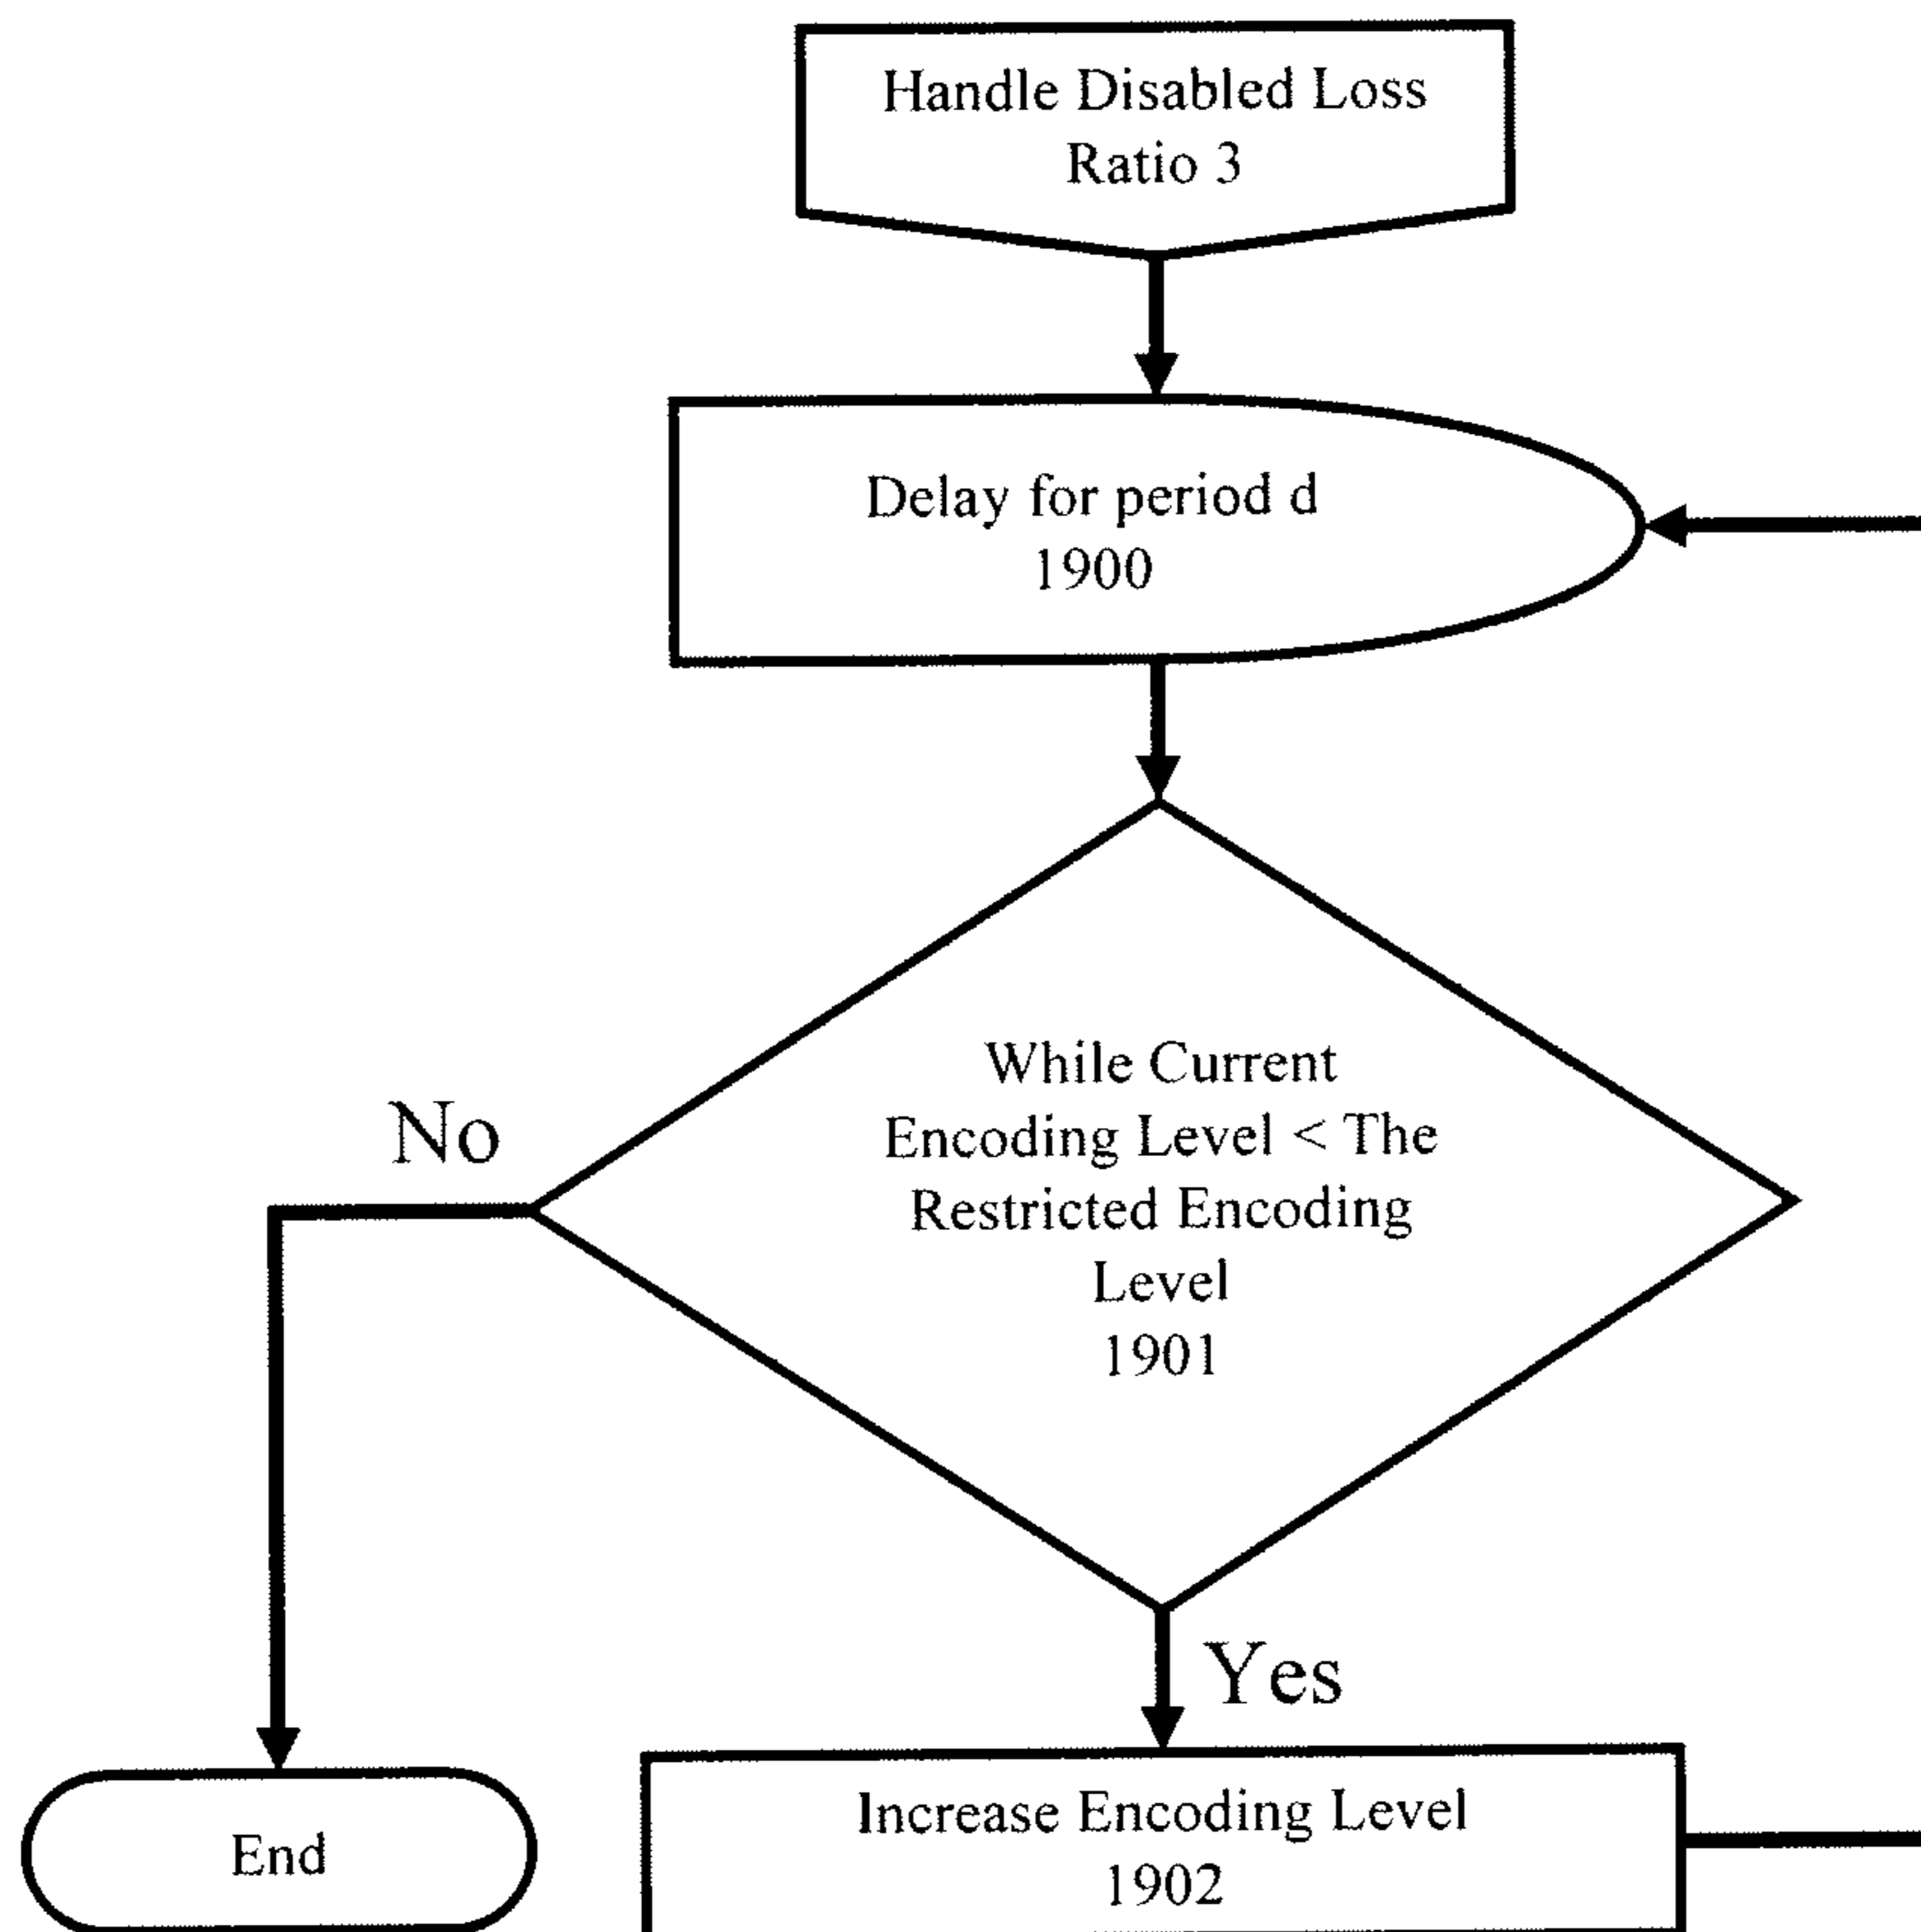 Handle Disabled Loss
Ratio 3
Delay for period d
1900
While Current
Encoding Level < The
Restricted Encoding
Level
1901
No
Yes
Increase Encoding Level
1902
End